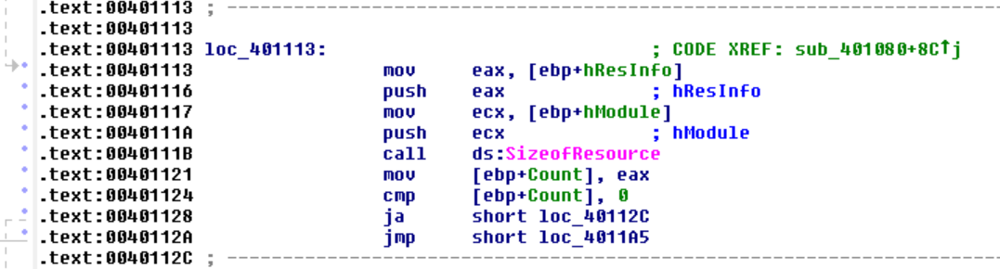 .text:00401113 ; ---------------------------------------------------------------------------
.text:00401113
.text:00401113 loc_401113: ; CODE XREF: sub_401080+8C↑j
.text:00401113 mov eax, [ebp+hResInfo]
.text:00401116 push eax ; hResInfo
.text:00401117 mov ecx, [ebp+hModule]
.text:0040111A push ecx ; hModule
.text:0040111B call ds:SizeofResource
.text:00401121 mov [ebp+Count], eax
.text:00401124 cmp [ebp+Count], 0
.text:00401128 ja short loc_40112C
.text:0040112A jmp short loc_4011A5
.text:0040112C ; ---------------------------------------------------------------------------